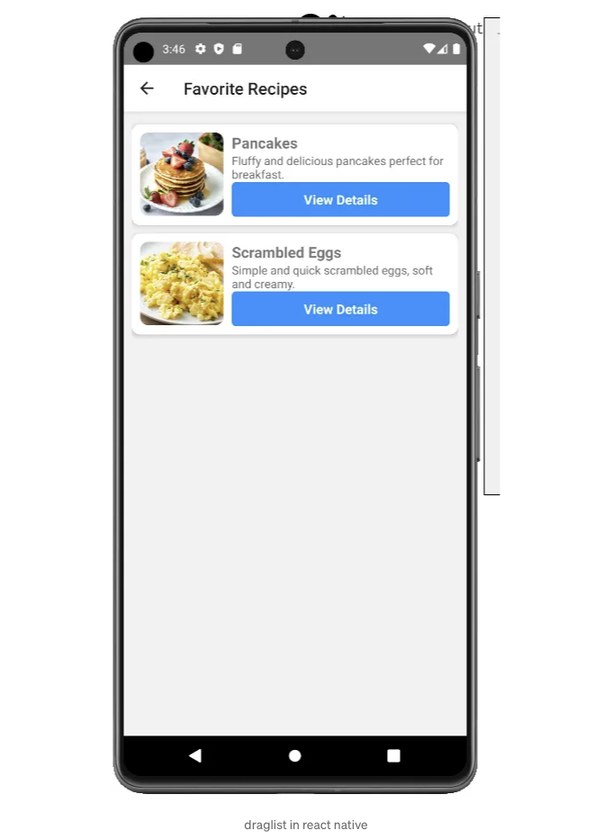 ut
3:46
Favorite Recipes
Pancakes
Fluffy and delicious pancakes perfect for
breakfast.
View Details
Scrambled Eggs
Simple and quick scrambled eggs, soft
and creamy.
View Details
draglist in react native